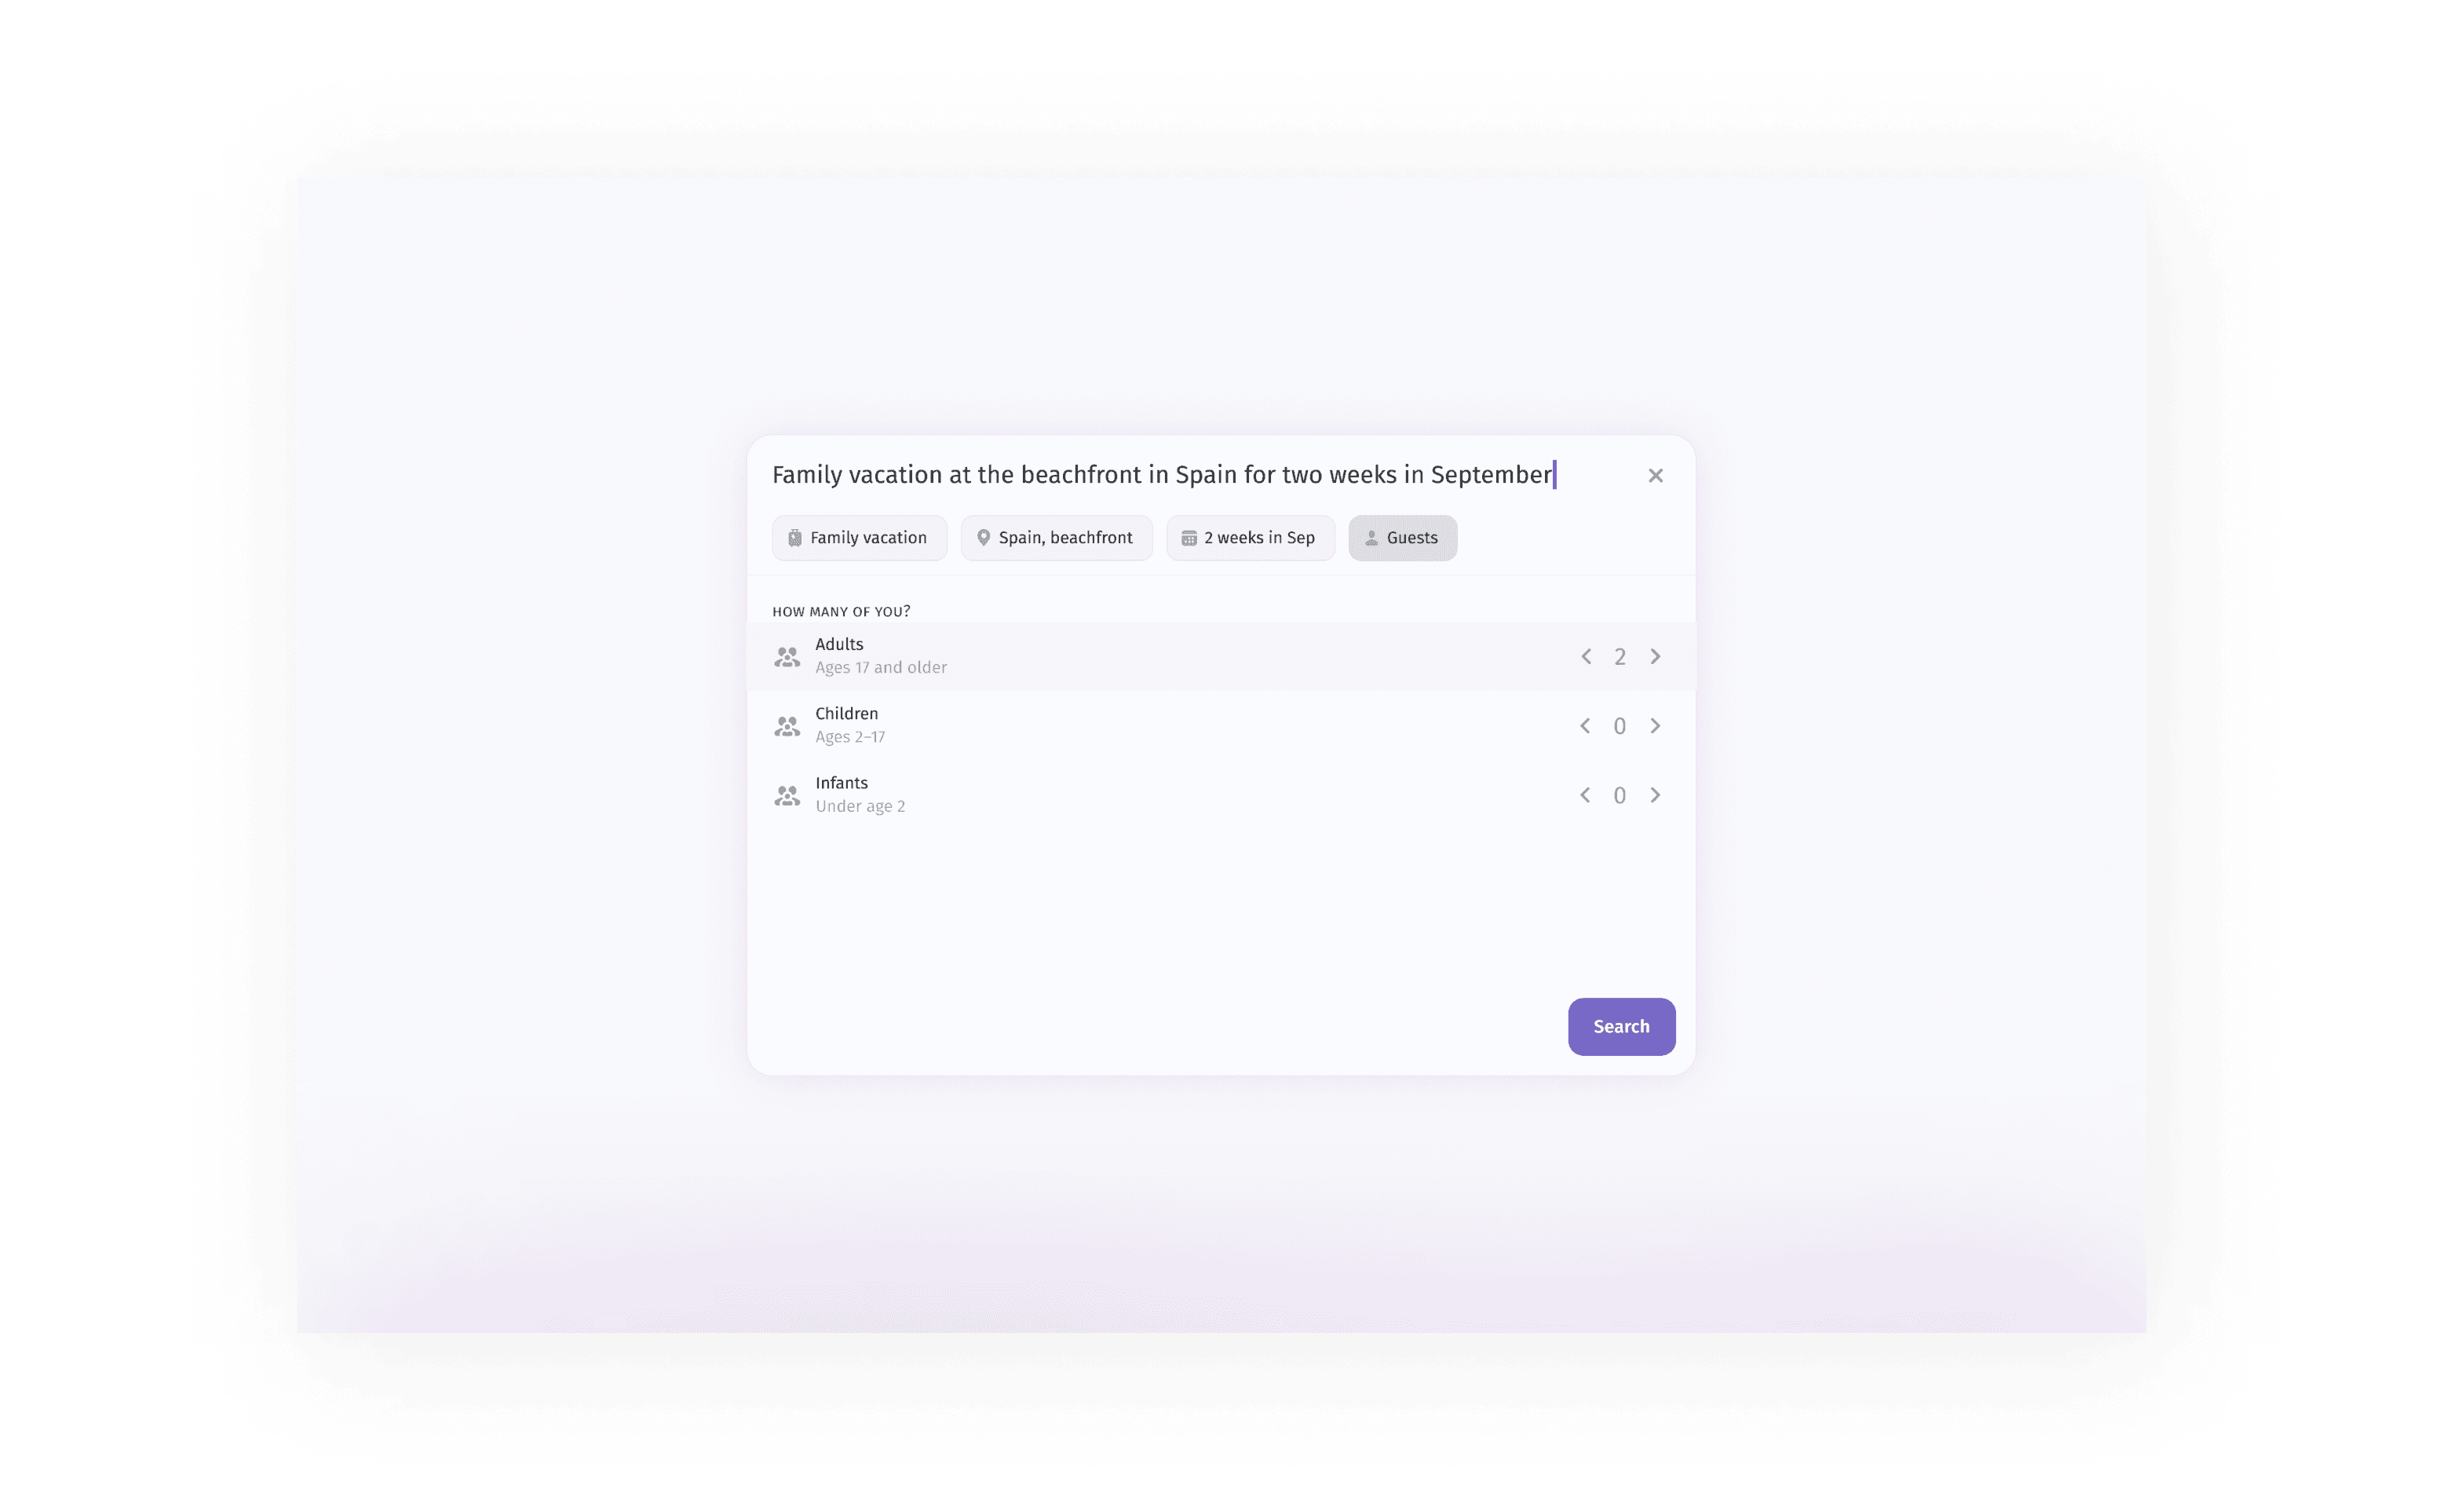 Family vacation at the beachfront in Spain for two weeks in September
Family vacation
Spain, beachfront
2 weeks in Sep
Guests
HOW MANY OF YOU?
Adults
Ages 17 and older
2
Children
Ages 2–17
0
Infants
Under age 2
0
Search